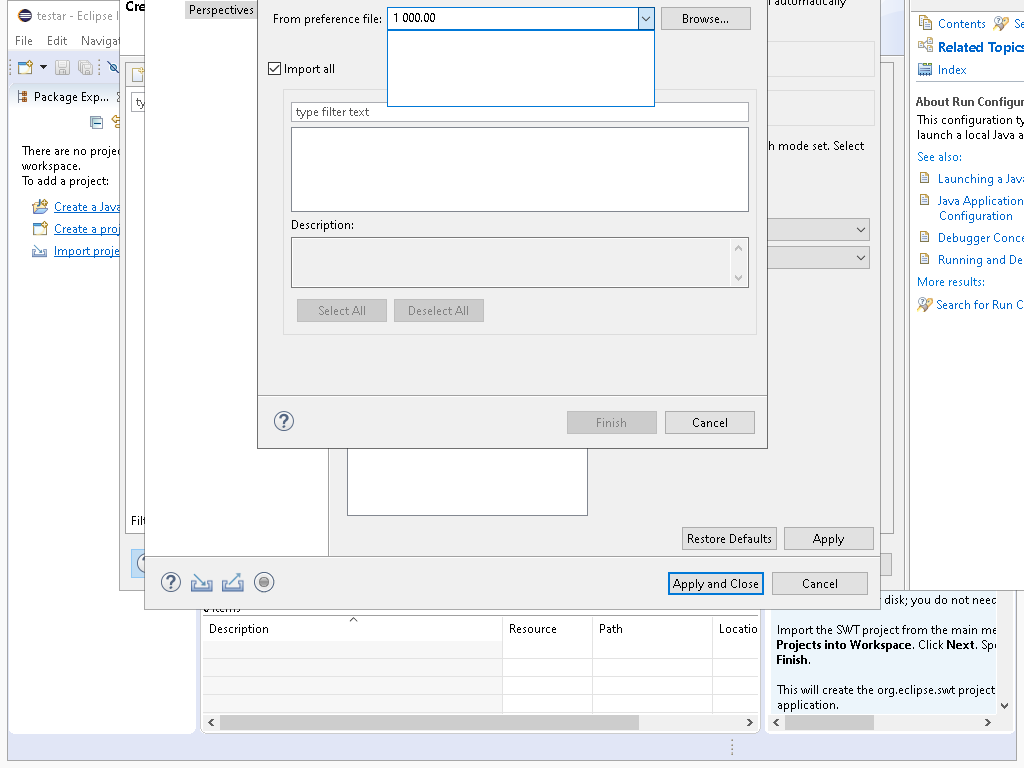 testar - Eclipse I
File Edit Navigat
Package Exp...
There are no proje
workspace.
To add a project:
Create a Java
Create a proj
Import proje
Cre
ty
Filt
Perspectives
From preference file:
1 000.00
Browse...
Import all
type filter text
Description:
Select All
Deselect All
Finish
Cancel
automatically
h mode set. Select
Restore Defaults
Apply
Apply and Close
Cancel
Contents
Se
Related Topics
Index
About Run Configur
This configuration ty
launch a local Java a
See also:
Launching a Java
Java Application
Configuration
Debugger Conce
Running and De
More results:
Search for Run C
Description
Resource
Path
Locatio
disk; you do not need
Import the SWT project from the main me
Projects into Workspace. Click Next. Spe
Finish.
This will create the org.eclipse.swt project
application.